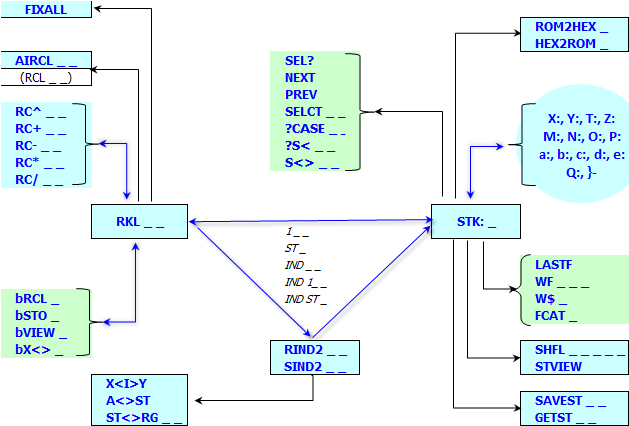 FIXALL
AIRCL _ _
(RCL _ _)
RC^ _ _
RC+ _ _
RC- _ _
RC* _ _
RC/ _ _
RKL _ _
bRCL _
bSTO _
bVIEW _
bX<> _
X<I>Y
A<>ST
ST<>RG _ _
SEL?
NEXT
PREV
SELCT _ _
?CASE _ _
?S< _ _
S<> _ _
1 _ _
ST _
IND _ _
IND 1_ _
IND ST _
RIND2 _ _
SIND2 _ _
ROM2HEX _
HEX2ROM _
X:, Y:, T:, Z:
M:, N:, O:, P:
a:, b:, c:, d:, e:
Q:, }-
STK: _
LASTF
WF _ _ _
W$ _
FCAT _
SHFL _ _ _ _ _
STVIEW
SAVEST _ _
GETST _ _